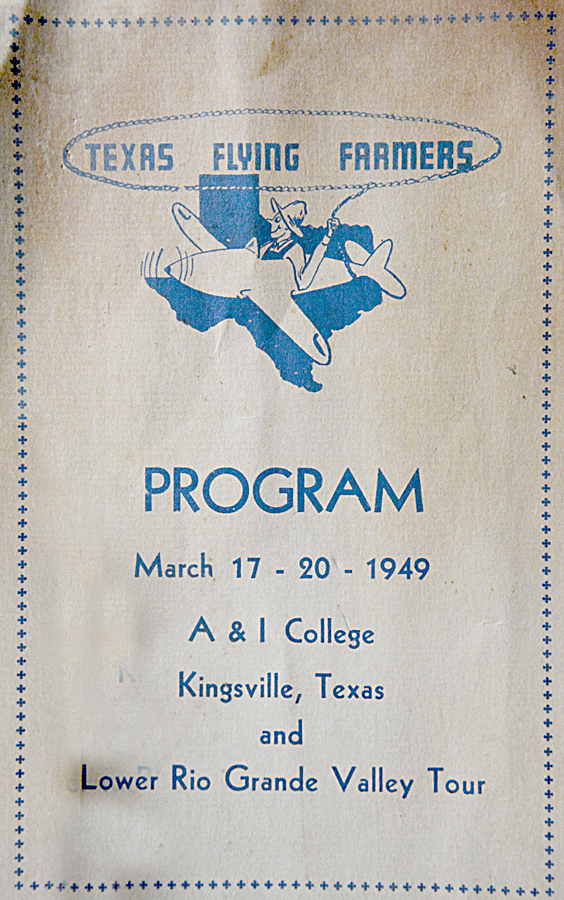 TEXAS FLYING FARMERS
PROGRAM
March 17 - 20 - 1949
A & I College
Kingsville, Texas
and
Lower Rio Grande Valley Tour